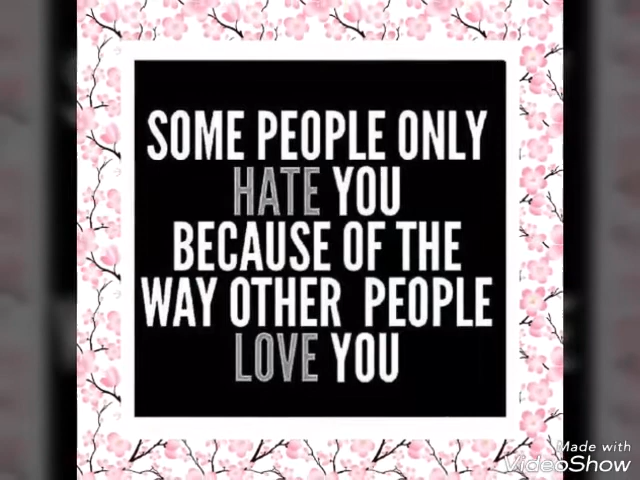 SOME PEOPLE ONLY
HATE YOU
BECAUSE OF THE
WAY OTHER PEOPLE
LOVE YOU
Made with
VideoShow